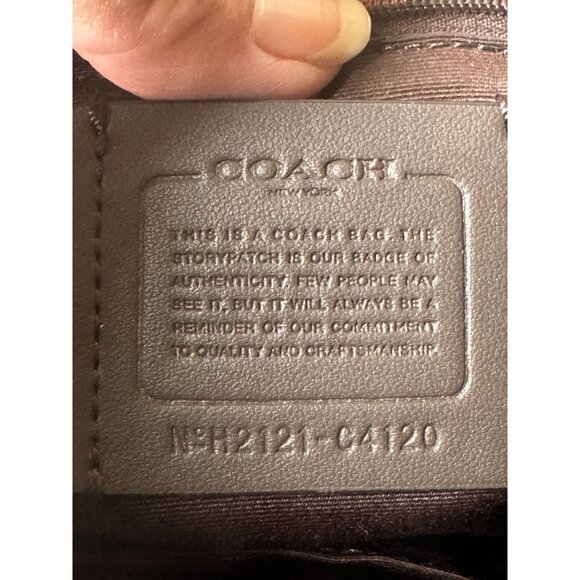 COACH
NEW YORK
THIS IS A COACH BAG. THE
STORYPATCH IS OUR BADGE OF
AUTHENTICITY. FEW PEOPLE MAY
SEE IT, BUT IT WILL ALWAYS BE A
REMINDER OF OUR COMMITMENT
TO QUALITY AND CRAFTSMANSHIP.
NºH2121-C4120